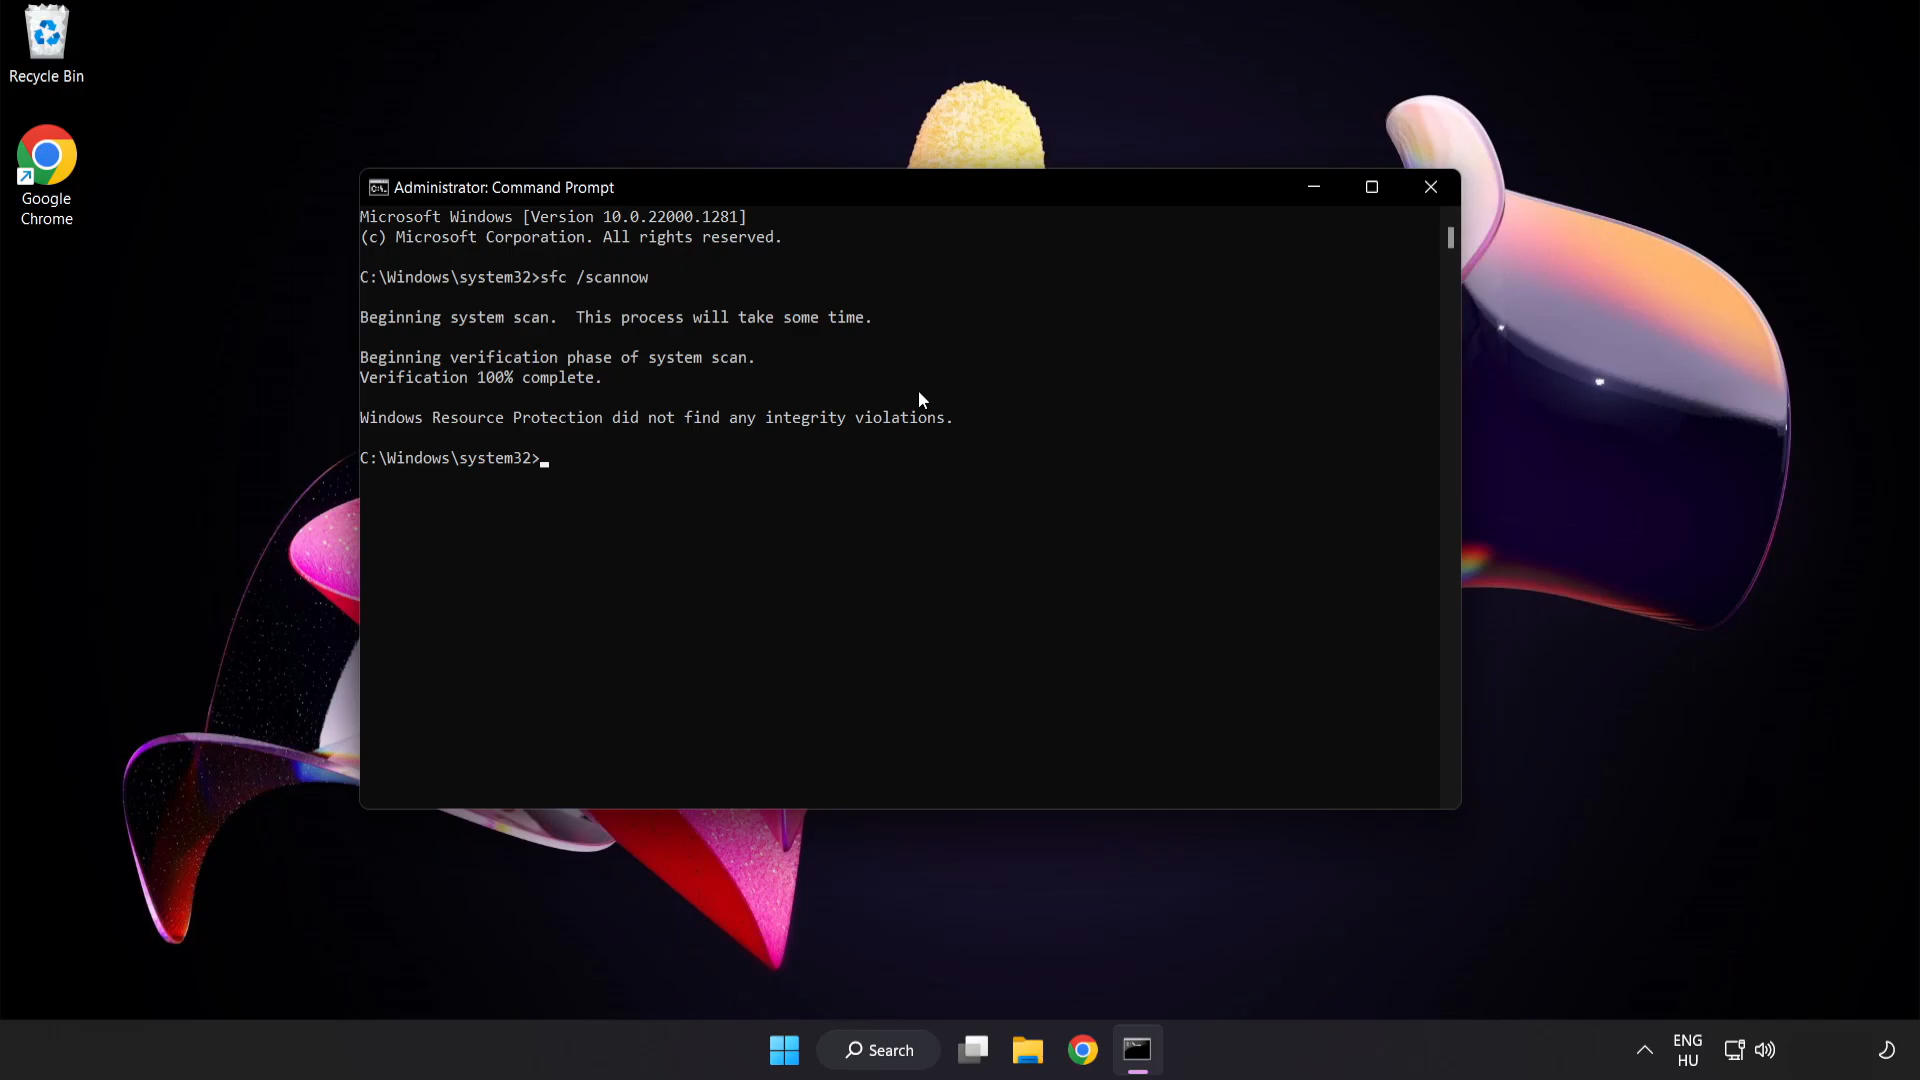 Recycle Bin
Google
Chrome
Administrator: Command Prompt
Microsoft Windows [Version 10.0.22000.1281]
(c) Microsoft Corporation. All rights reserved.
C:\Windows\system32>sfc /scannow
Beginning system scan.  This process will take some time.
Beginning verification phase of system scan.
Verification 100% complete.
Windows Resource Protection did not find any integrity violations.
C:\Windows\system32>
Search
ENG
HU